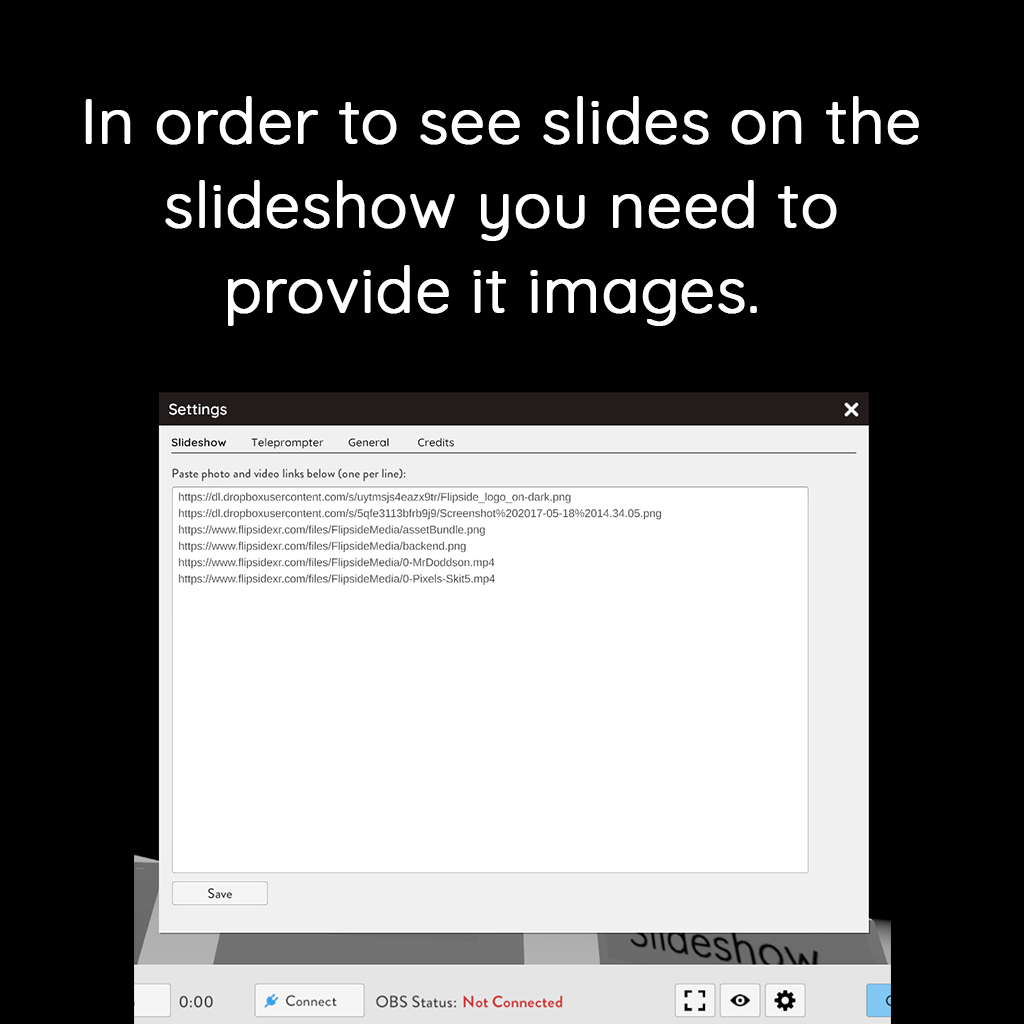 In order to see slides on the
slideshow you need to
provide it images.
Settings
Slideshow Teleprompter General Credits
Paste photo and video links below (one per line):
https://dl.dropboxusercontent.com/s/uytmsjs4eazx9tr/Flipside_logo_on-dark.png
https://dl.dropboxusercontent.com/s/5qfe3113bfrb9j9/Screenshot%202017-05-18%2014.34.05.png
https://www.flipsidexr.com/files/FlipsideMedia/assetBundle.png
https://www.flipsidexr.com/files/FlipsideMedia/backend.png
https://www.flipsidexr.com/files/FlipsideMedia/0-MrDoddson.mp4
https://www.flipsidexr.com/files/FlipsideMedia/0-Pixels-Skit5.mp4
Save
Slideshow
0:00 Connect OBS Status: Not Connected